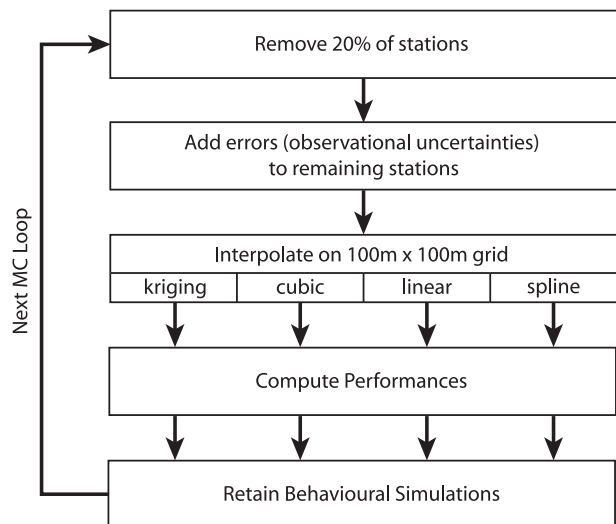 Remove 20% of stations
Add errors (observational uncertainties)
to remaining stations
Interpolate on 100m x 100m grid
kriging
cubic
linear
spline
Compute Performances
Retain Behavioural Simulations
Next MC Loop